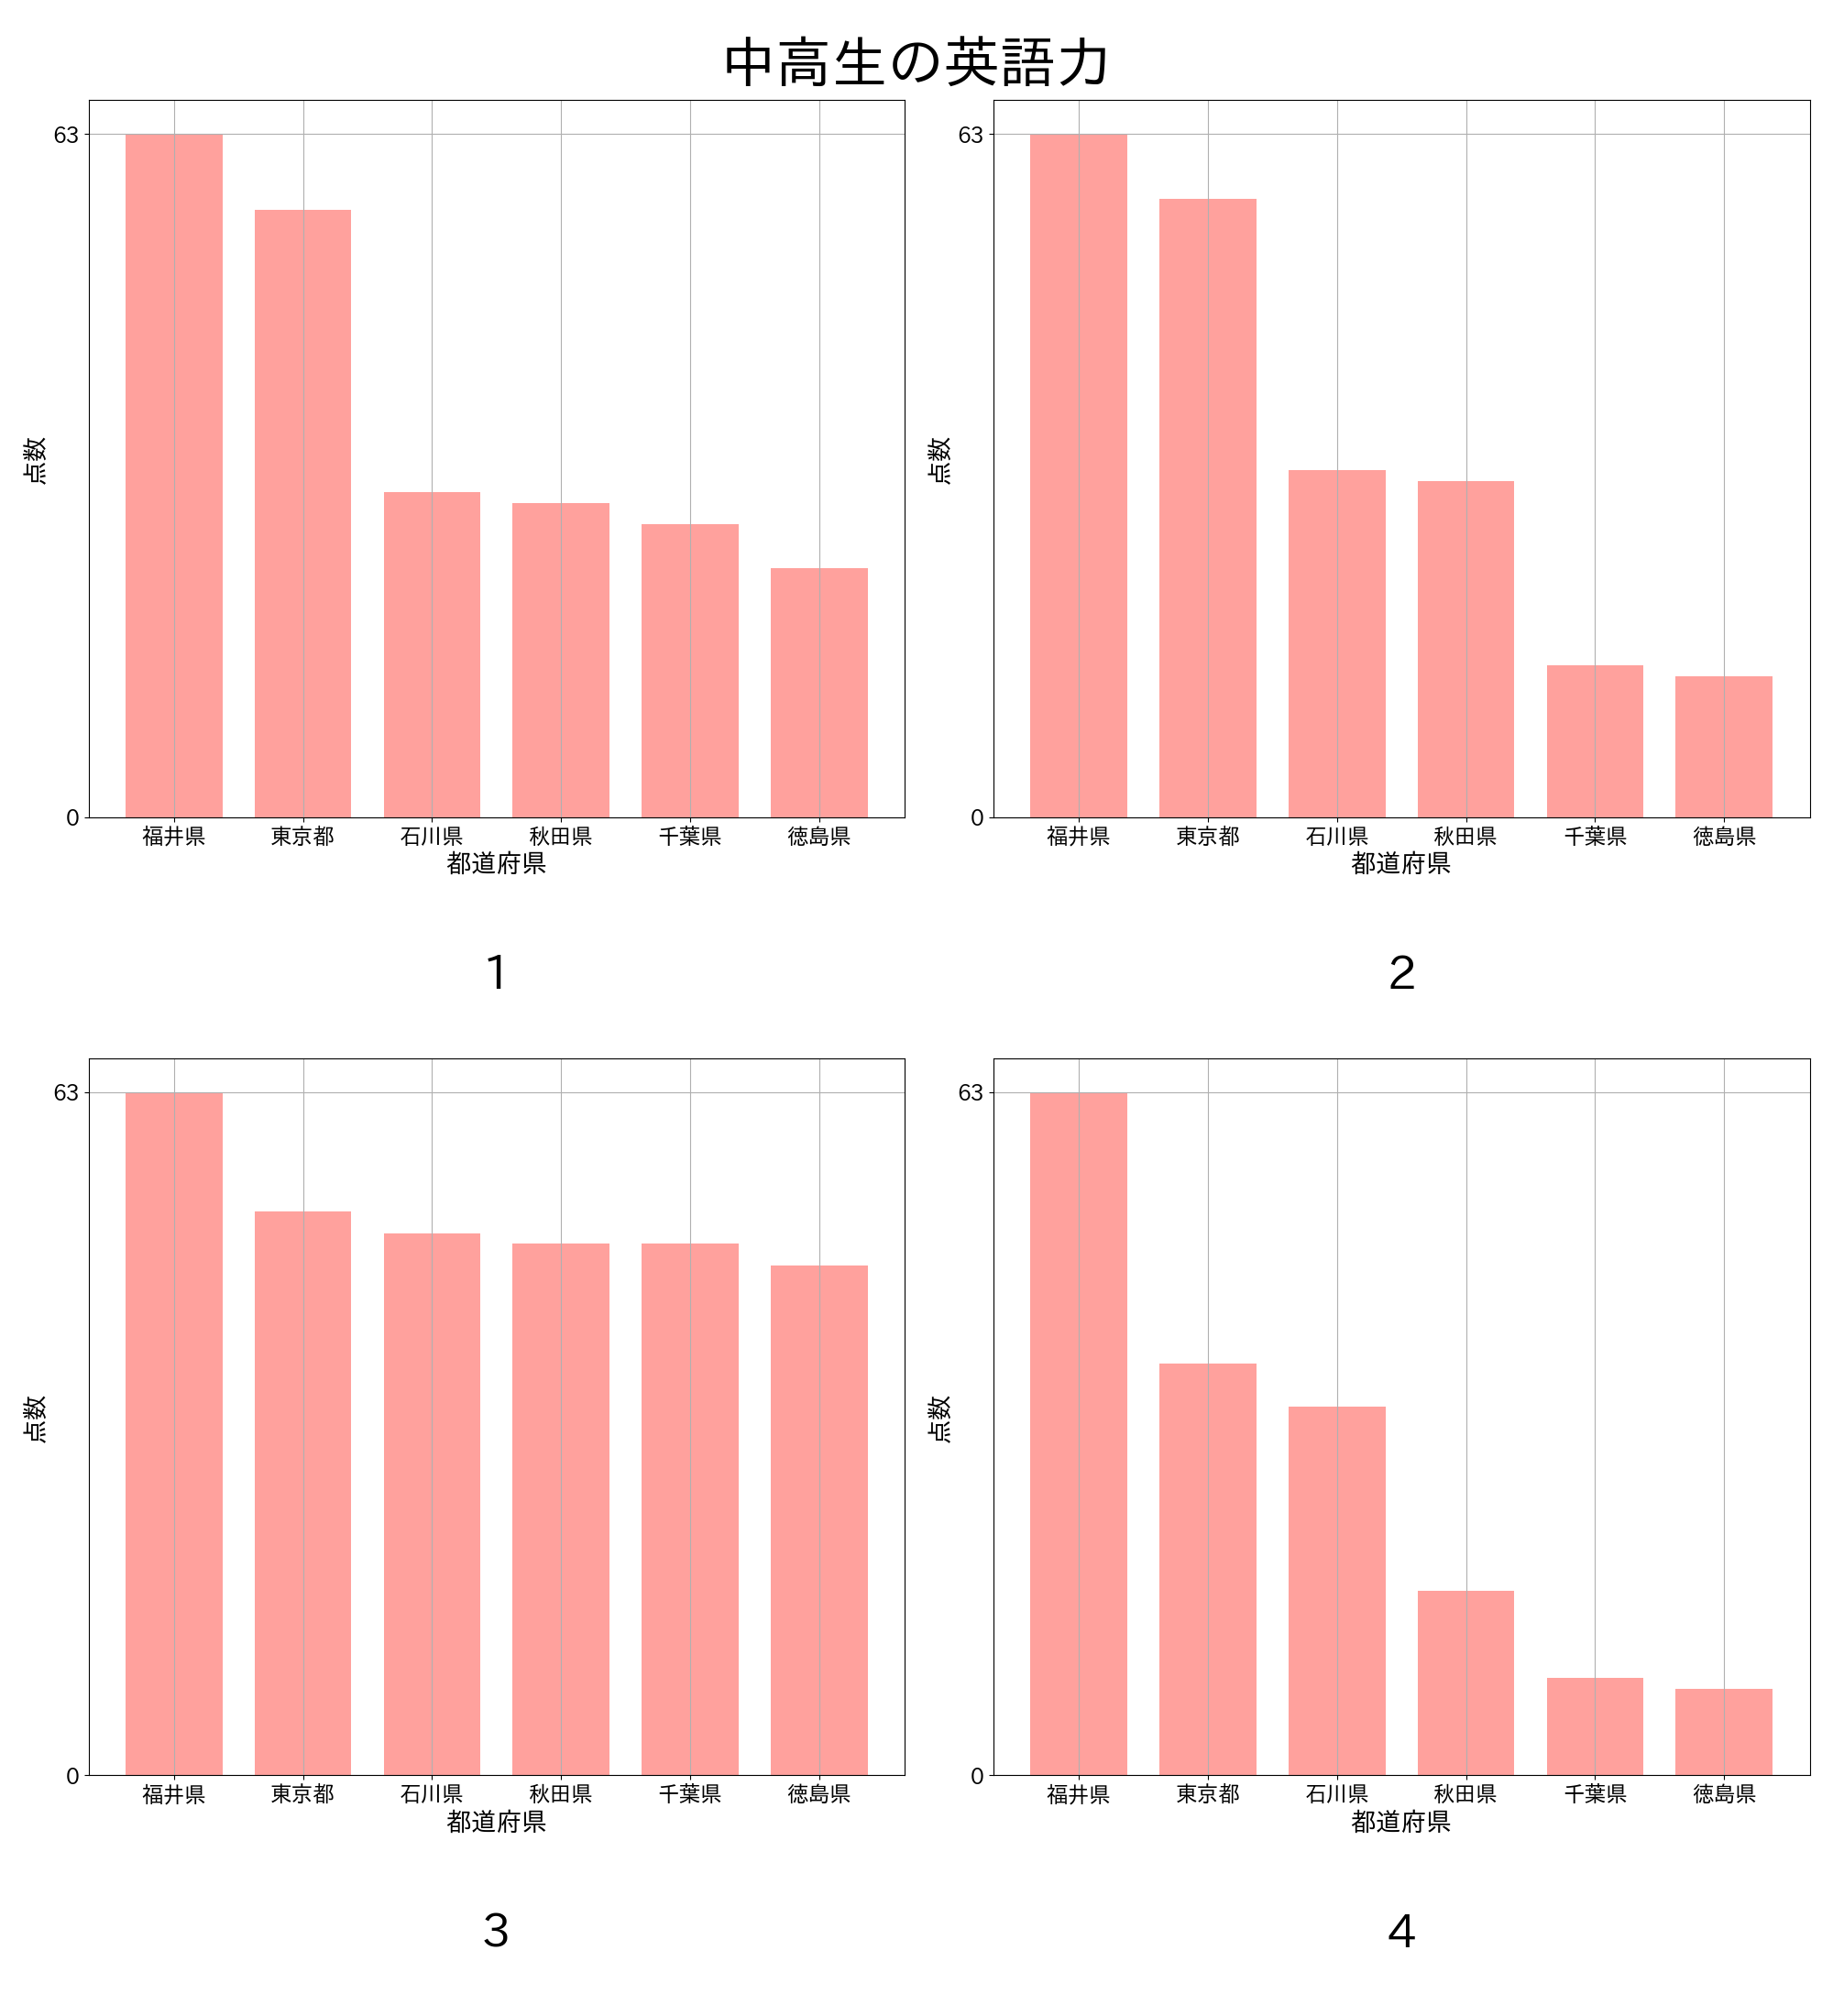 中高生の英語力
63
0
点数
福井県 東京都 石川県 秋田県 千葉県 徳島県
都道府県
1
63
0
点数
福井県 東京都 石川県 秋田県 千葉県 徳島県
都道府県
2
63
0
点数
福井県 東京都 石川県 秋田県 千葉県 徳島県
都道府県
3
63
0
点数
福井県 東京都 石川県 秋田県 千葉県 徳島県
都道府県
4